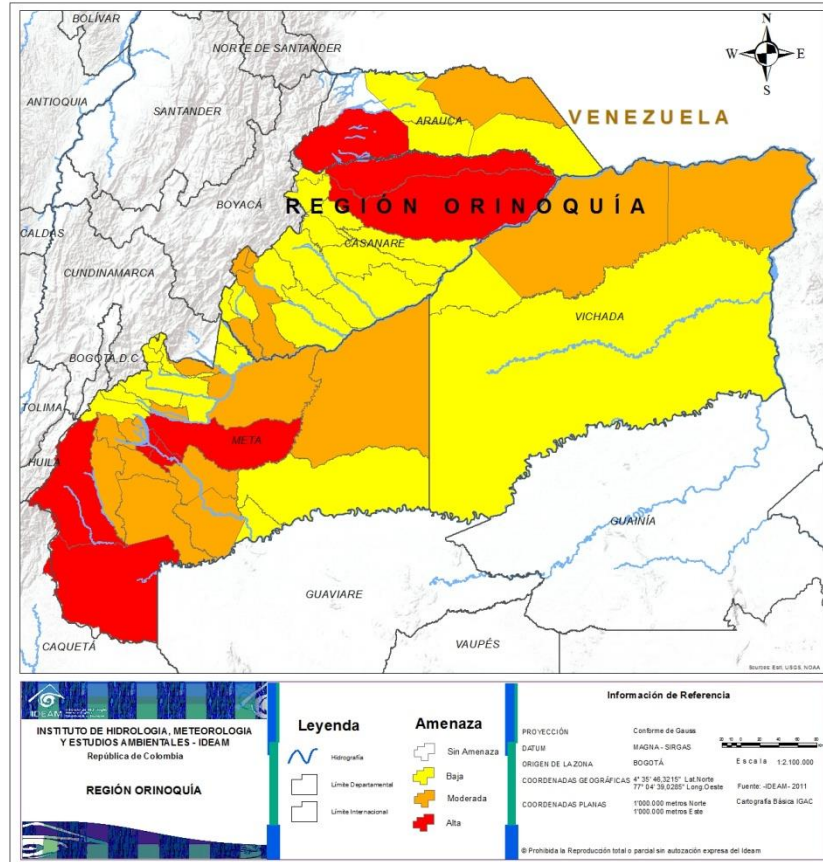 BOLÍVAR
NORTE DE SANTANDER
N
W E
S
ANTIOQUIA
SANTANDER
ARAUCA
VENEZUELA
BOYACÁ
REGIÓN ORINOQUÍA
CALDAS
CASANARE
CUNDINAMARCA
VICHADA
BOGOTÁ D.C
TOLIMA
META
HUILA
GUAINÍA
GUAVIARE
CAQUETÁ
VAUPÉS
Sources: Esri, USGS, NOAA
IDEAM
INSTITUTO DE HIDROLOGIA, METEOROLOGIA
Y ESTUDIOS AMBIENTALES - IDEAM
República de Colombia
REGIÓN ORINOQUÍA
Leyenda
Hidrografía
Límite Departamental
Límite Internacional
Amenaza
Sin Amenaza
Baja
Moderada
Alta
Información de Referencia
PROYECCIÓN Conforme de Gauss
DATUM MAGNA - SIRGAS
ORIGEN DE LA ZONA BOGOTÁ
Escala 1:2.100.000
COORDENADAS GEOGRÁFICAS 4° 35' 46,3215" Lat.Norte
77° 04' 39,0285" Long.Oeste
Fuente: -IDEAM- 2011
COORDENADAS PLANAS 1'000.000 metros Norte
1'000.000 metros Este
Cartografía Básica IGAC
© Prohibida la Reproducción total o parcial sin autozación expresa del Ideam